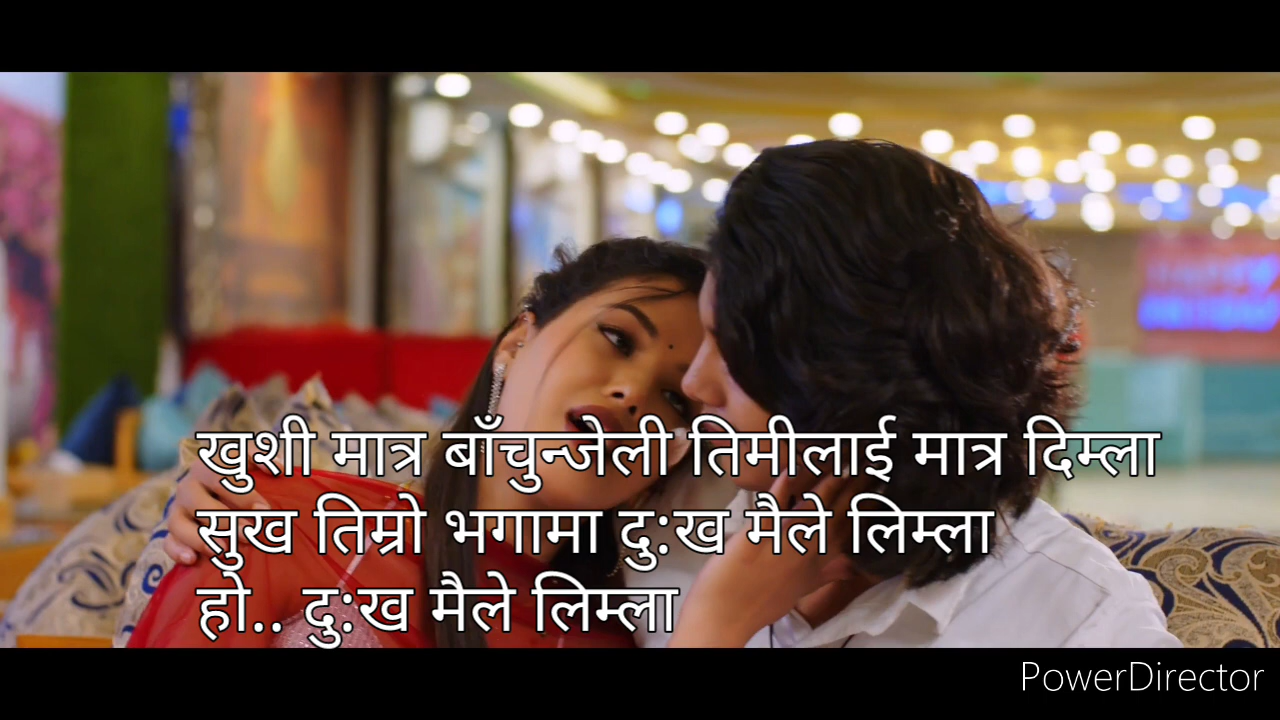 खुशी मात्र बाँचुन्जेली तिमीलाई मात्र दिम्ला
सुख तिम्रो भगामा दु:ख मैले लिम्ला
हो.. दु:ख मैले लिम्ला
PowerDirector